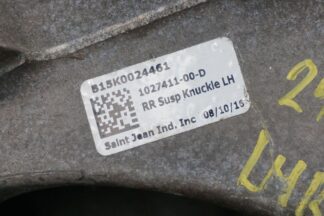 B15K0024461
1027411-00-D
RR Susp Knuckle LH
Saint Jean Ind. Inc 08/10/15